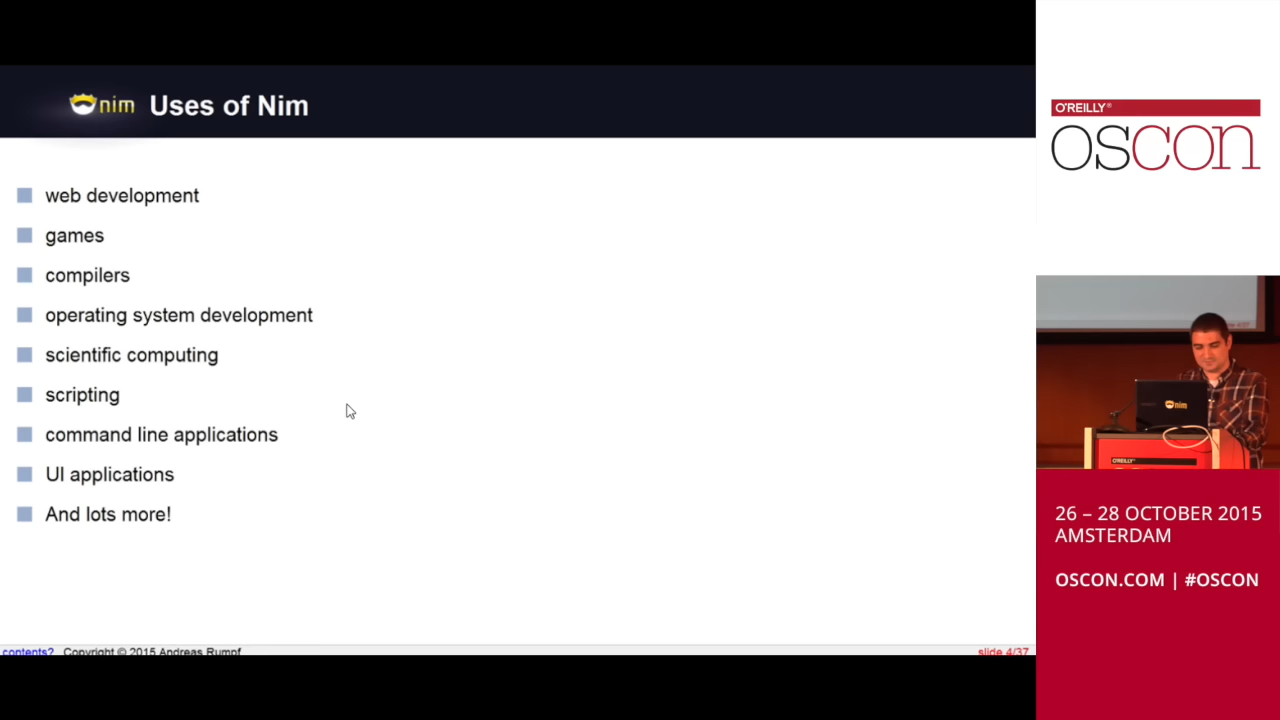 nim Uses of Nim
web development
games
compilers
operating system development
scientific computing
scripting
command line applications
UI applications
And lots more!
contents? Copyright © 2015 Andreas Rumpf
slide 4/37
O'REILLY®
OSCON
nim
O'REILLY
26 – 28 OCTOBER 2015
AMSTERDAM
OSCON.COM | #OSCON